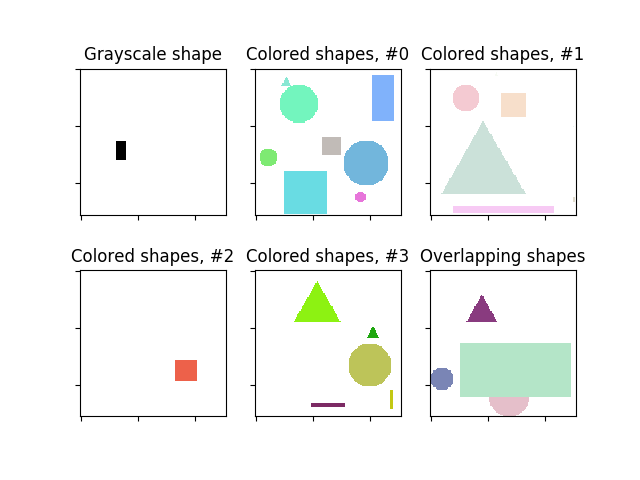 Grayscale shape
Colored shapes, #0
Colored shapes, #1
Colored shapes, #2
Colored shapes, #3
Overlapping shapes